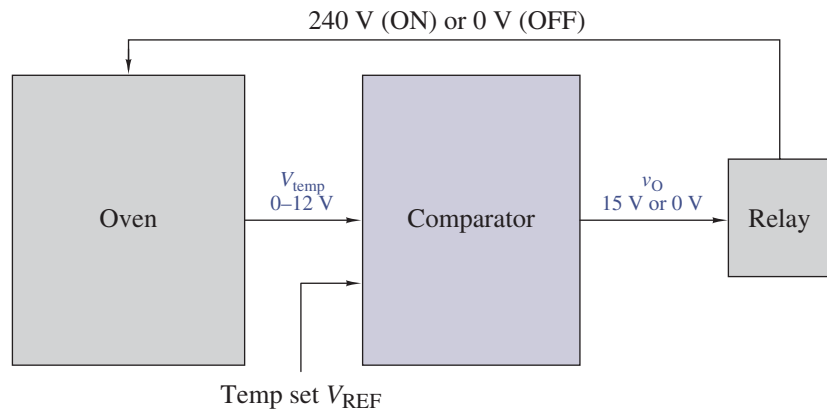 240 V (ON) or 0 V (OFF)
Oven
V_temp
0–12 V
Comparator
v_O
15 V or 0 V
Relay
Temp set V_REF